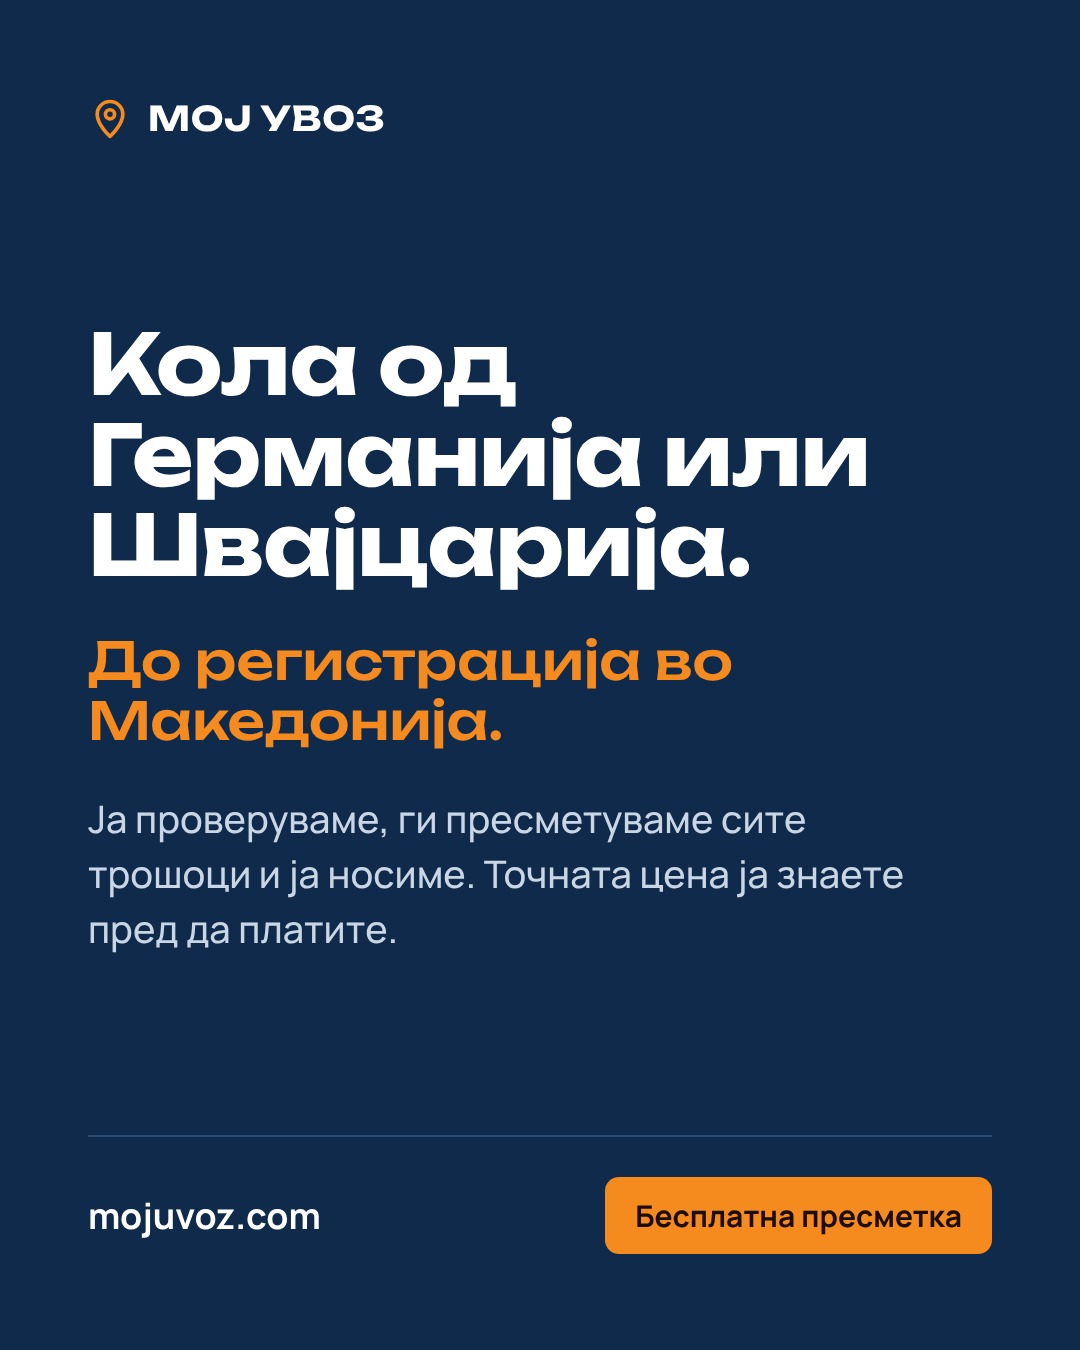 МОЈ УВОЗ
Кола од
Германија или
Швајцарија.
До регистрација во
Македонија.
Ја проверуваме, ги пресметуваме сите
трошоци и ја носиме. Точната цена ја знаете
пред да платите.
mojuvoz.com
Бесплатна пресметка